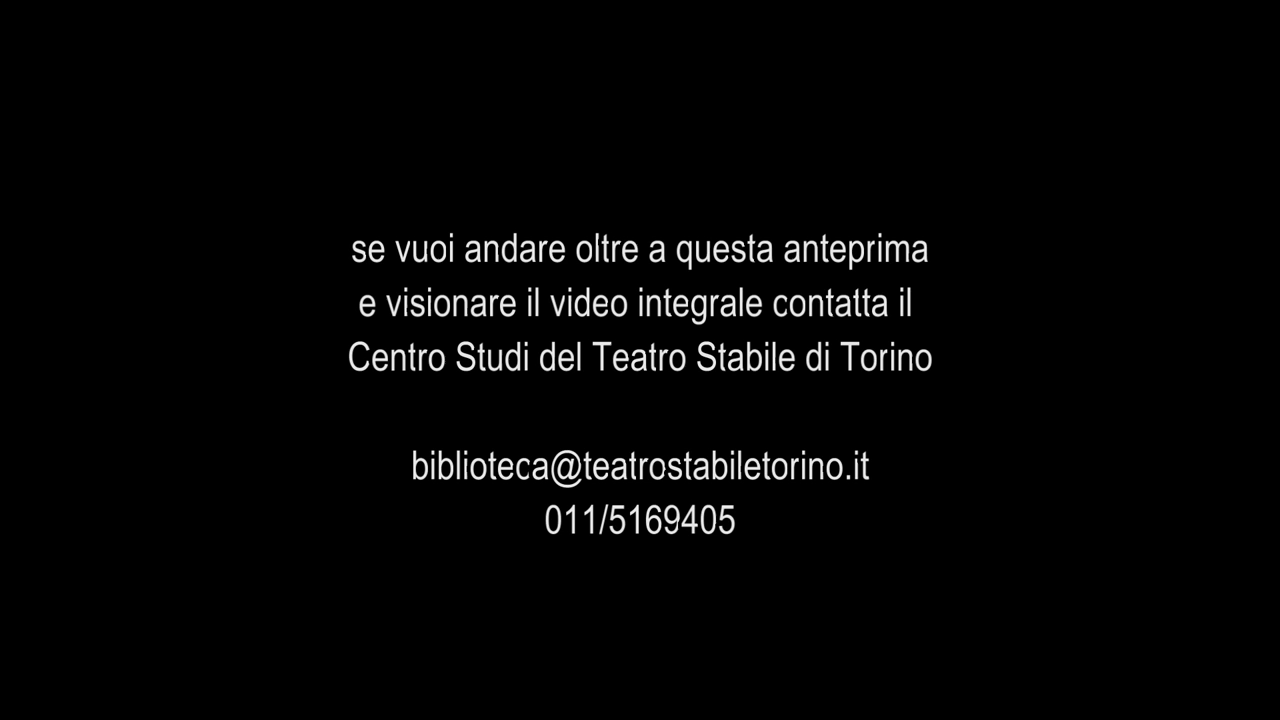 se vuoi andare oltre a questa anteprima
e visionare il video integrale contatta il
Centro Studi del Teatro Stabile di Torino
biblioteca@teatrostabiletorino.it
011/5169405